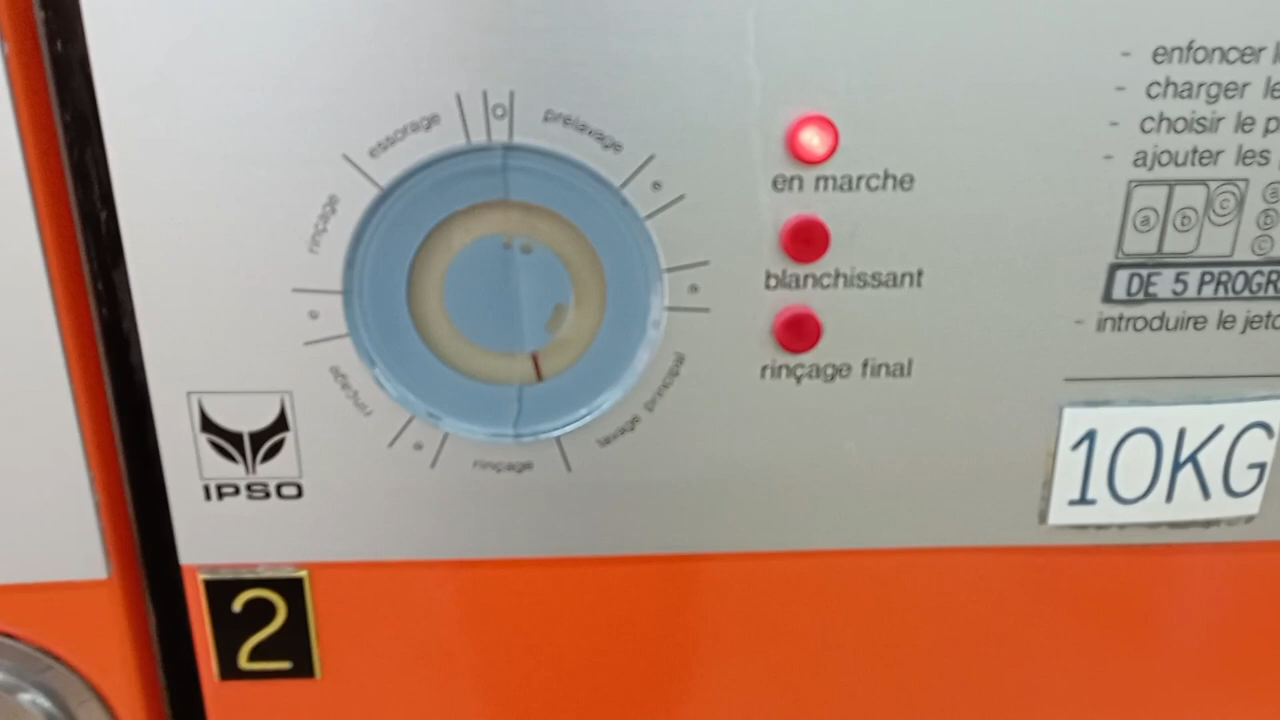 O
prelavage
e
e
lavage principal
rinçage
e
rinçage
e
rinçage
essorage
en marche
blanchissant
rinçage final
- enfoncer
- charger le
- choisir le
- ajouter les
a b c
a
b
c
DE 5 PROGR
- introduire le jeto
10KG
IPSO
2